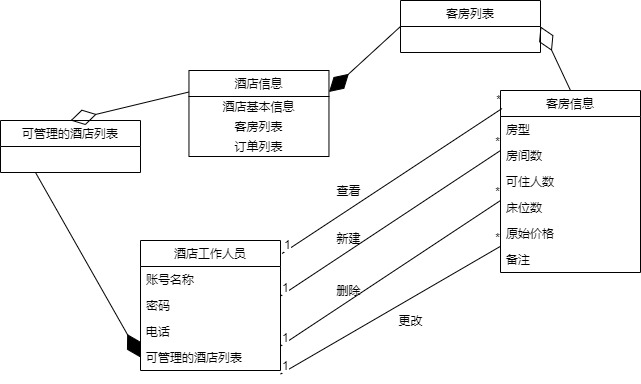 客房列表
酒店信息
酒店基本信息
客房列表
订单列表
可管理的酒店列表
客房信息
房型
房间数
可住人数
床位数
原始价格
备注
酒店工作人员
账号名称
密码
电话
可管理的酒店列表
1
查看
*
1
新建
*
1
删除
*
1
更改
*